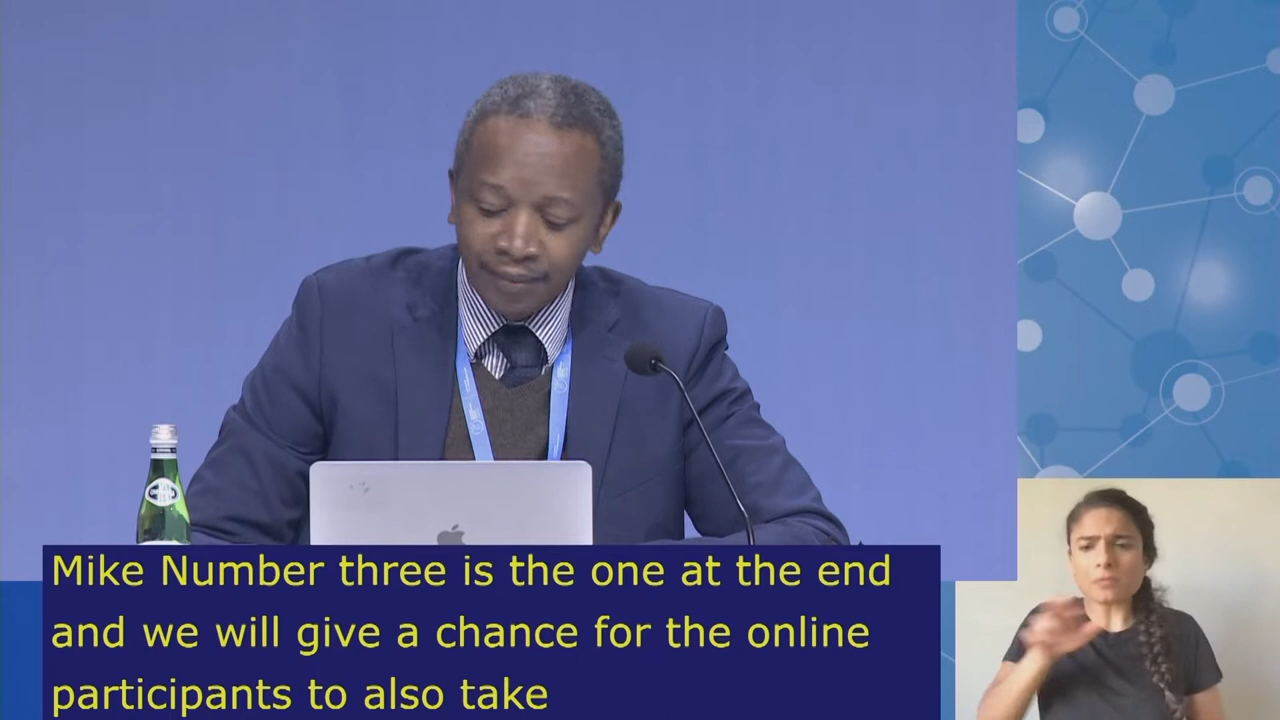 Mike Number three is the one at the end
and we will give a chance for the online
participants to also take